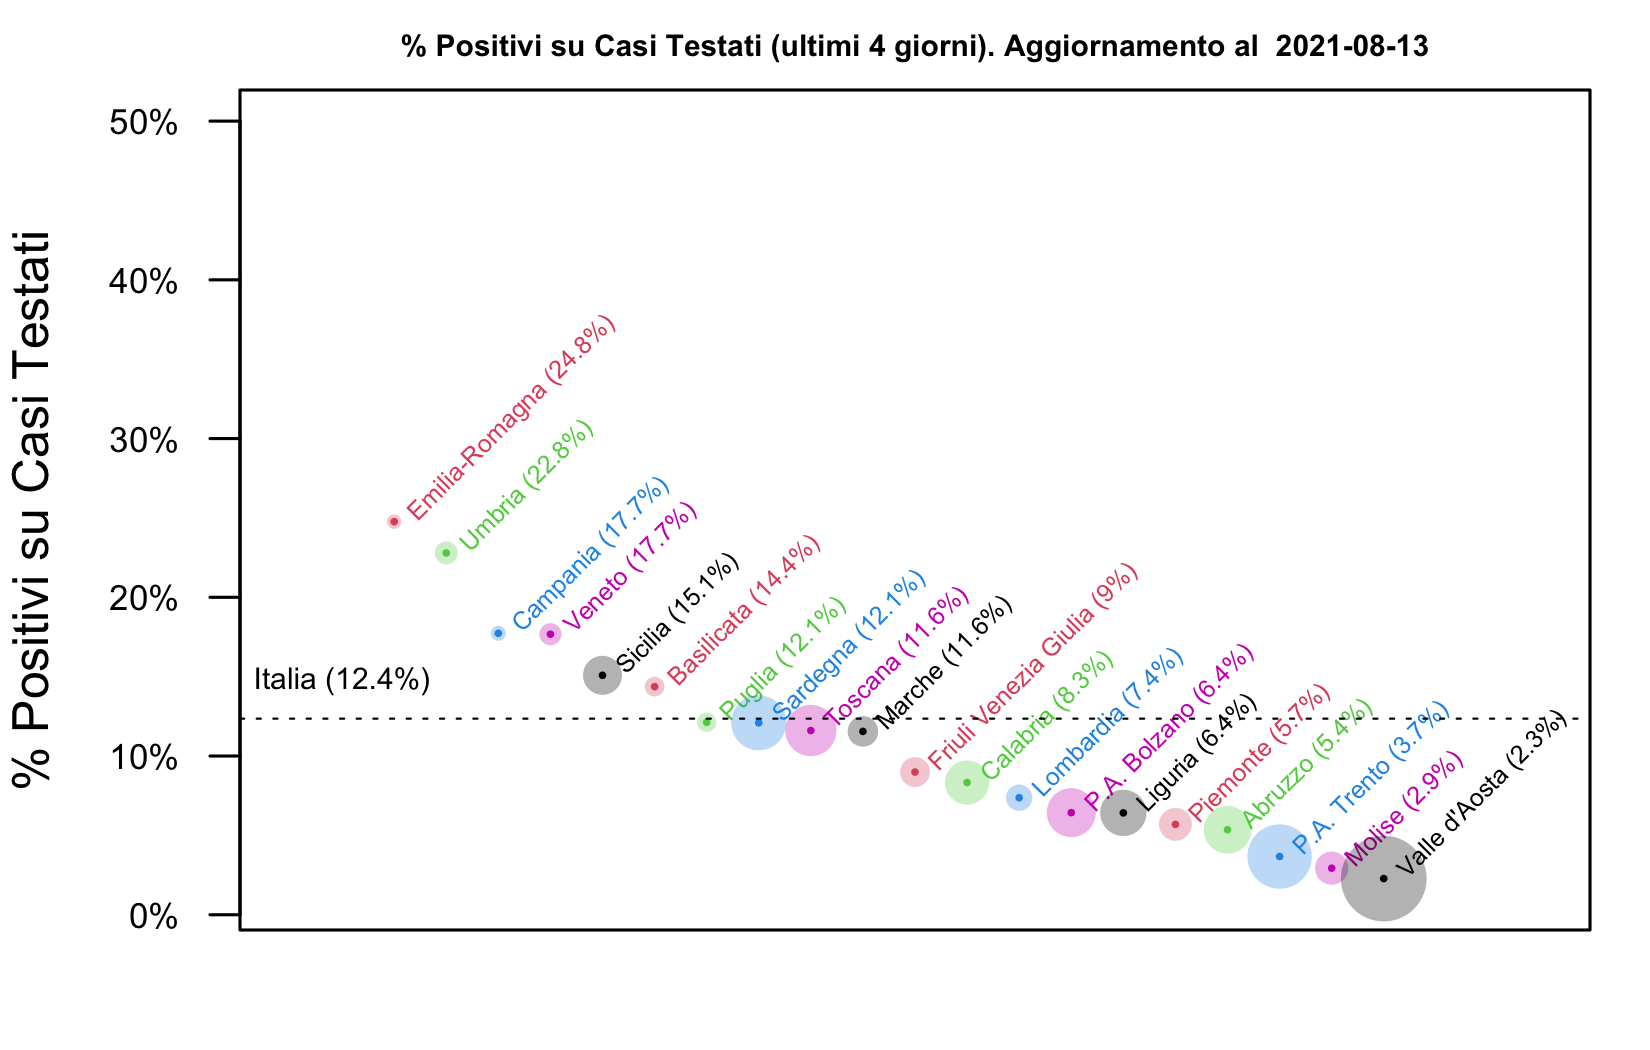 % Positivi su Casi Testati (ultimi 4 giorni). Aggiornamento al  2021-08-13
% Positivi su Casi Testati
50%
40%
30%
20%
10%
0%
Italia (12.4%)
Emilia-Romagna (24.8%)
Umbria (22.8%)
Campania (17.7%)
Veneto (17.7%)
Sicilia (15.1%)
Basilicata (14.4%)
Puglia (12.1%)
Sardegna (12.1%)
Toscana (11.6%)
Marche (11.6%)
Friuli Venezia Giulia (9%)
Calabria (8.3%)
Lombardia (7.4%)
P.A. Bolzano (6.4%)
Liguria (6.4%)
Piemonte (5.7%)
Abruzzo (5.4%)
P.A. Trento (3.7%)
Molise (2.9%)
Valle d'Aosta (2.3%)